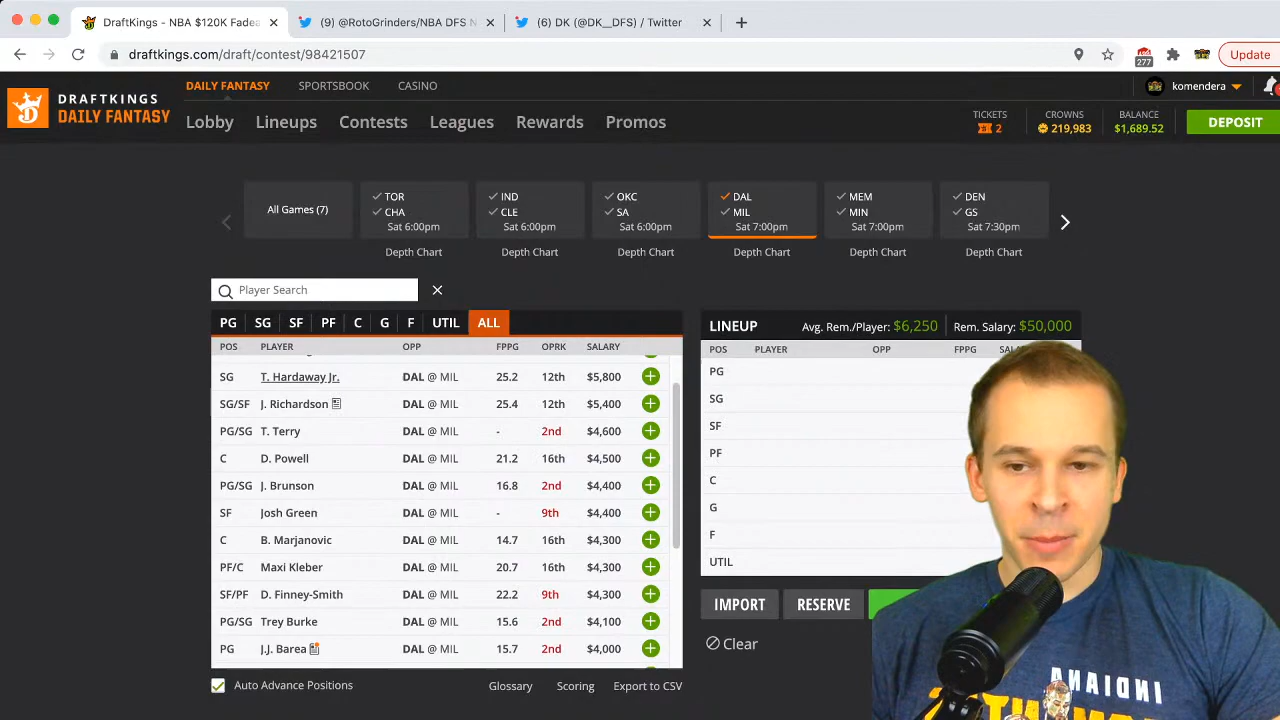 DraftKings - NBA $120K Fadea
(9) @RotoGrinders/NBA DFS N
(6) DK (@DK__DFS) / Twitter
draftkings.com/draft/contest/98421507
277
Update
DRAFTKINGS
DAILY FANTASY
DAILY FANTASY SPORTSBOOK CASINO
komendera
Lobby Lineups Contests Leagues Rewards Promos
TICKETS
2
CROWNS
219,983
BALANCE
$1,689.52
DEPOSIT
All Games (7)
TOR
CHA
Sat 6:00pm
Depth Chart
IND
CLE
Sat 6:00pm
Depth Chart
OKC
SA
Sat 6:00pm
Depth Chart
DAL
MIL
Sat 7:00pm
Depth Chart
MEM
MIN
Sat 7:00pm
Depth Chart
DEN
GS
Sat 7:30pm
Depth Chart
Player Search
PG SG SF PF C G F UTIL ALL
POS PLAYER OPP FPPG OPRK SALARY
SG T. Hardaway Jr. DAL @ MIL 25.2 12th $5,800
SG/SF J. Richardson DAL @ MIL 25.4 12th $5,400
PG/SG T. Terry DAL @ MIL - 2nd $4,600
C D. Powell DAL @ MIL 21.2 16th $4,500
PG/SG J. Brunson DAL @ MIL 16.8 2nd $4,400
SF Josh Green DAL @ MIL - 9th $4,400
C B. Marjanovic DAL @ MIL 14.7 16th $4,300
PF/C Maxi Kleber DAL @ MIL 20.7 16th $4,300
SF/PF D. Finney-Smith DAL @ MIL 22.2 9th $4,300
PG/SG Trey Burke DAL @ MIL 15.6 2nd $4,100
PG J.J. Barea DAL @ MIL 15.7 2nd $4,000
Auto Advance Positions
Glossary Scoring Export to CSV
LINEUP Avg. Rem./Player: $6,250 Rem. Salary: $50,000
POS PLAYER OPP FPPG
PG
SG
SF
PF
C
G
F
UTIL
IMPORT RESERVE
Clear
INDIANA